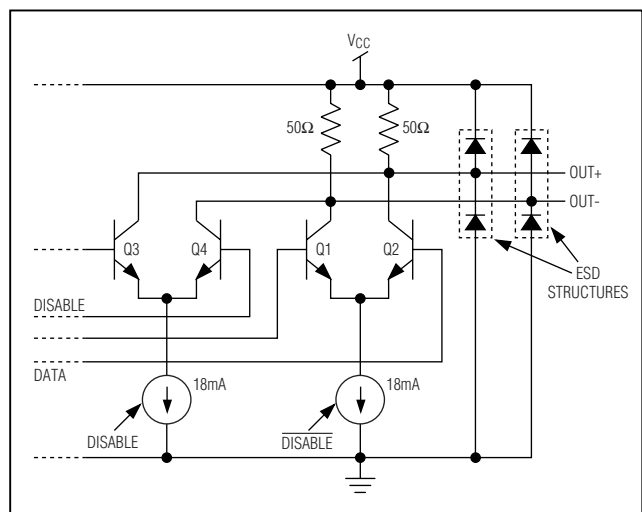 VCC
50Ω
50Ω
OUT+
OUT-
Q3
Q4
Q1
Q2
ESD
STRUCTURES
DISABLE
DATA
18mA
18mA
DISABLE
DISABLE